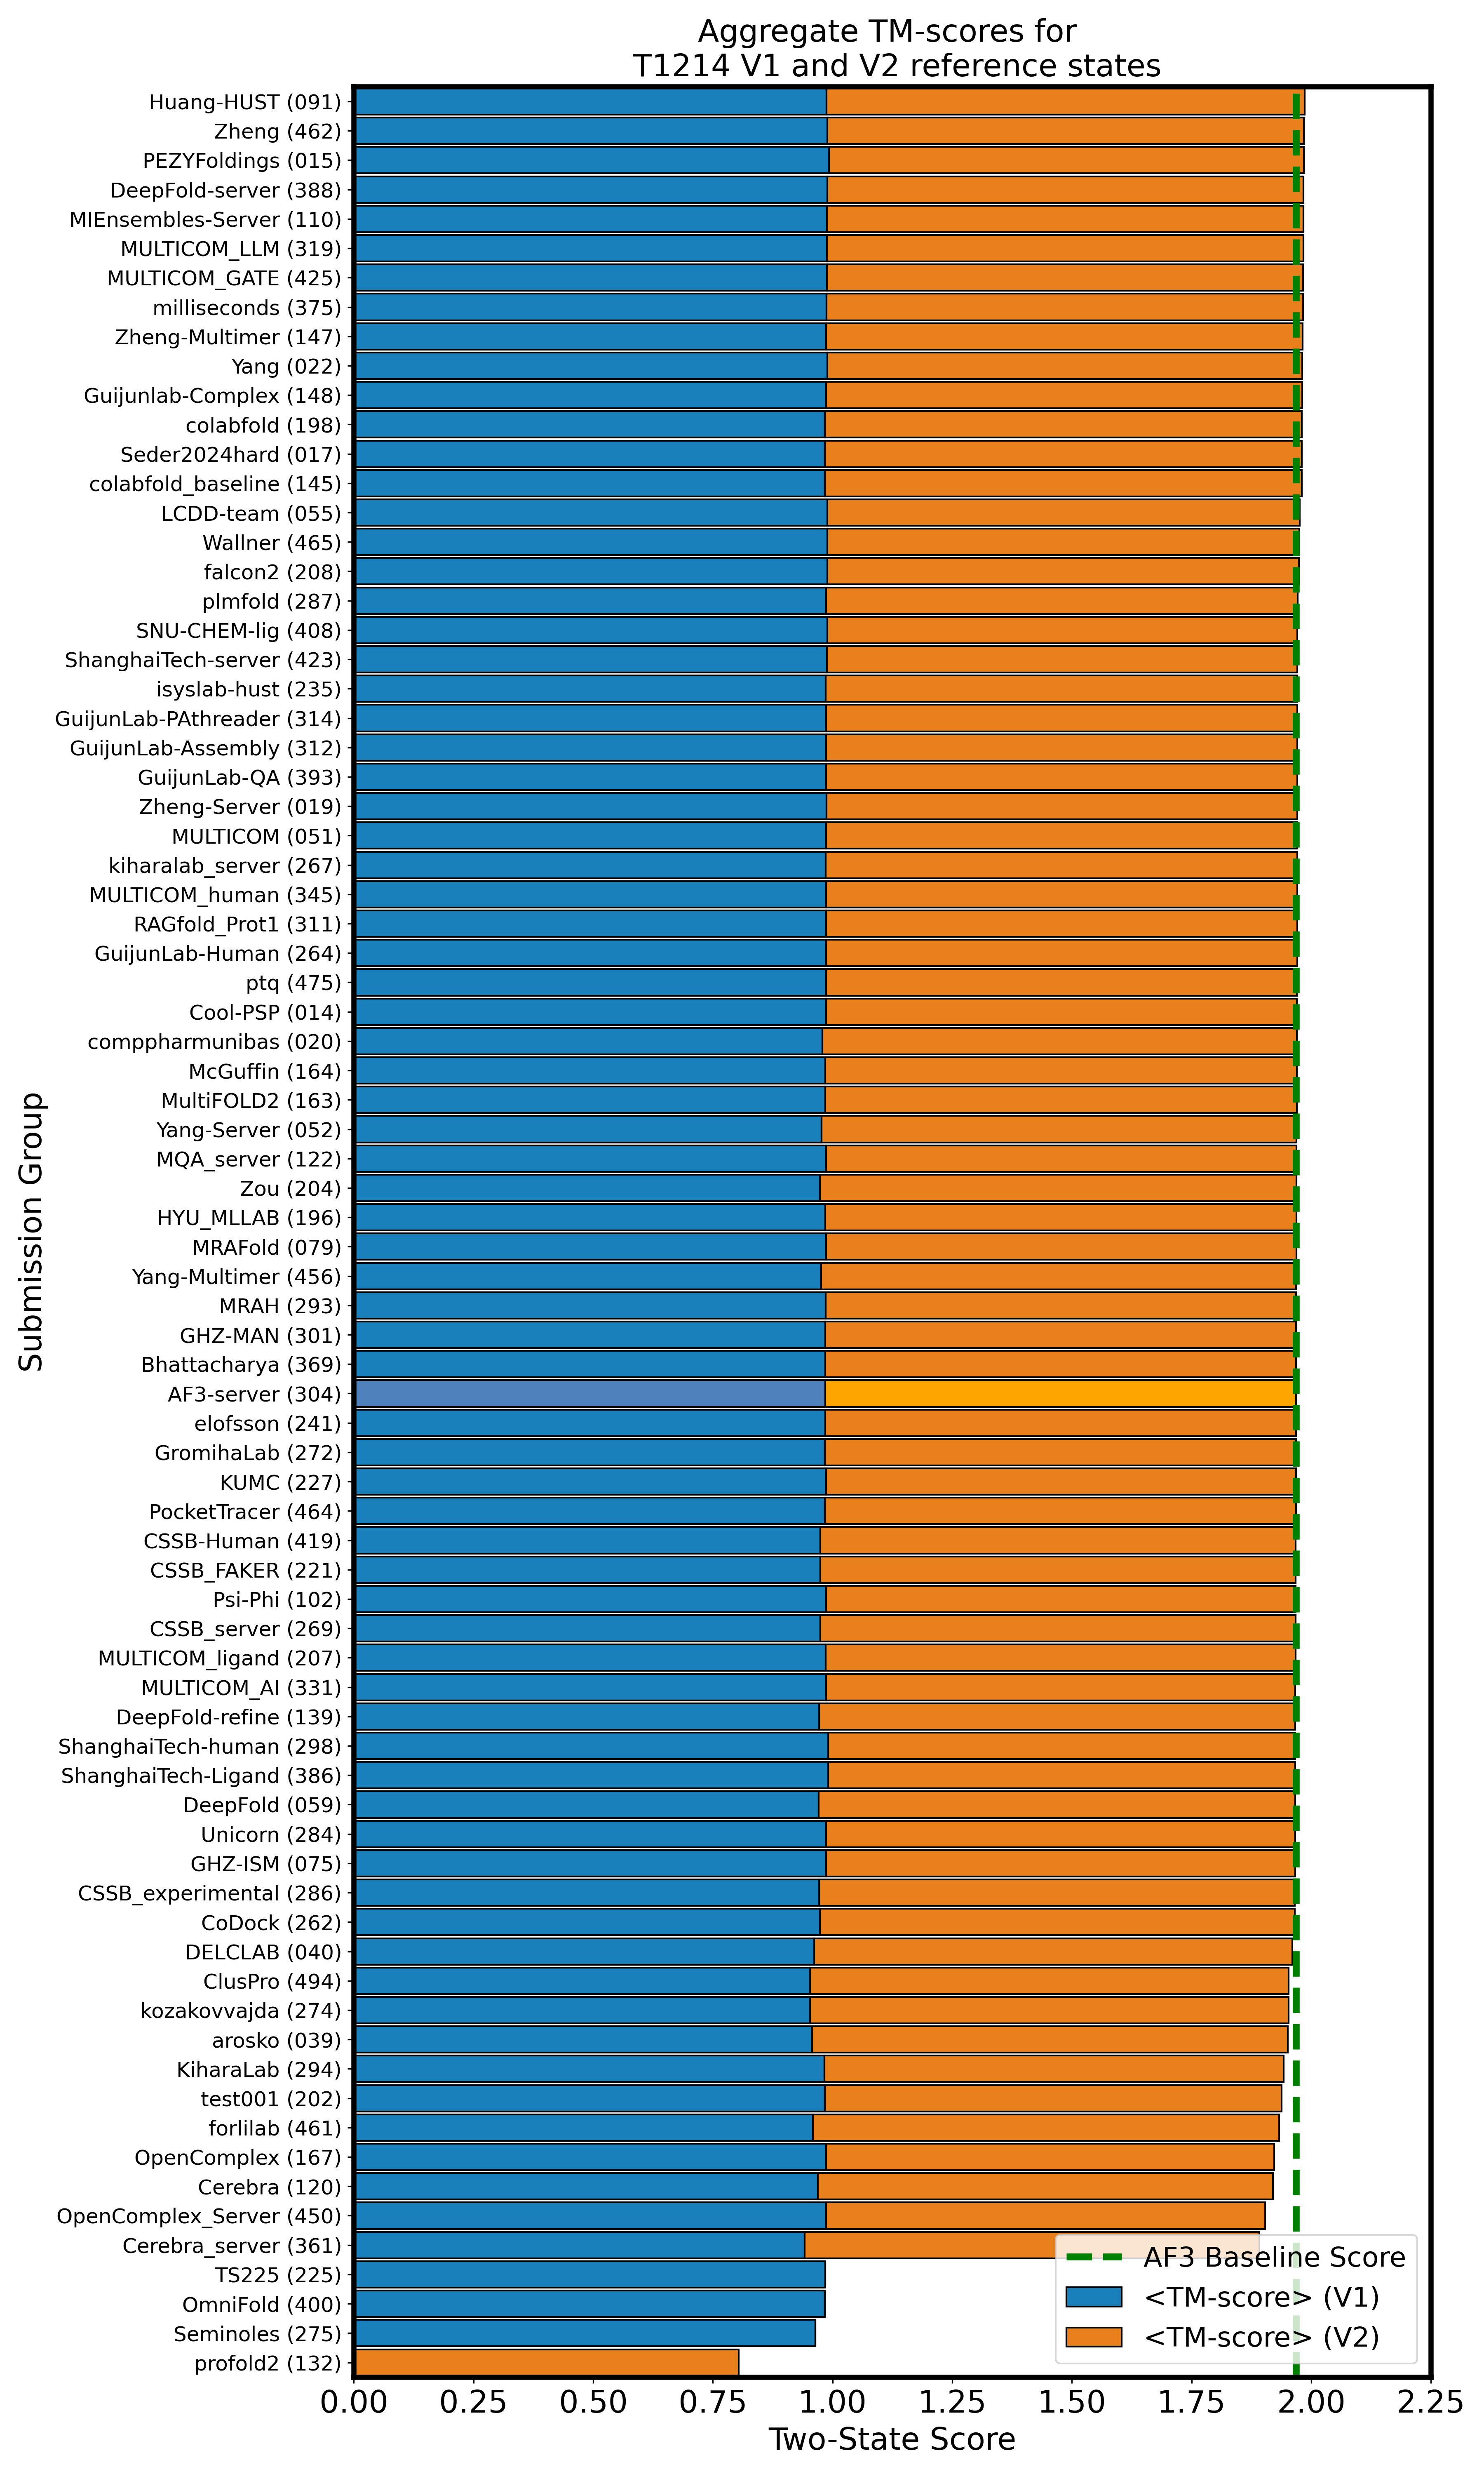 Aggregate TM-scores for
T1214 V1 and V2 reference states
Submission Group
Huang-HUST (091)
Zheng (462)
PEZYFoldings (015)
DeepFold-server (388)
MIEnsembles-Server (110)
MULTICOM_LLM (319)
MULTICOM_GATE (425)
milliseconds (375)
Zheng-Multimer (147)
Yang (022)
Guijunlab-Complex (148)
colabfold (198)
Seder2024hard (017)
colabfold_baseline (145)
LCDD-team (055)
Wallner (465)
falcon2 (208)
plmfold (287)
SNU-CHEM-lig (408)
ShanghaiTech-server (423)
isyslab-hust (235)
GuijunLab-PAthreader (314)
GuijunLab-Assembly (312)
GuijunLab-QA (393)
Zheng-Server (019)
MULTICOM (051)
kiharalab_server (267)
MULTICOM_human (345)
RAGfold_Prot1 (311)
GuijunLab-Human (264)
ptq (475)
Cool-PSP (014)
comppharmunibas (020)
McGuffin (164)
MultiFOLD2 (163)
Yang-Server (052)
MQA_server (122)
Zou (204)
HYU_MLLAB (196)
MRAFold (079)
Yang-Multimer (456)
MRAH (293)
GHZ-MAN (301)
Bhattacharya (369)
AF3-server (304)
elofsson (241)
GromihaLab (272)
KUMC (227)
PocketTracer (464)
CSSB-Human (419)
CSSB_FAKER (221)
Psi-Phi (102)
CSSB_server (269)
MULTICOM_ligand (207)
MULTICOM_AI (331)
DeepFold-refine (139)
ShanghaiTech-human (298)
ShanghaiTech-Ligand (386)
DeepFold (059)
Unicorn (284)
GHZ-ISM (075)
CSSB_experimental (286)
CoDock (262)
DELCLAB (040)
ClusPro (494)
kozakovvajda (274)
arosko (039)
KiharaLab (294)
test001 (202)
forlilab (461)
OpenComplex (167)
Cerebra (120)
OpenComplex_Server (450)
Cerebra_server (361)
TS225 (225)
OmniFold (400)
Seminoles (275)
profold2 (132)
AF3 Baseline Score
<TM-score> (V1)
<TM-score> (V2)
0.00 0.25 0.50 0.75 1.00 1.25 1.50 1.75 2.00 2.25
Two-State Score